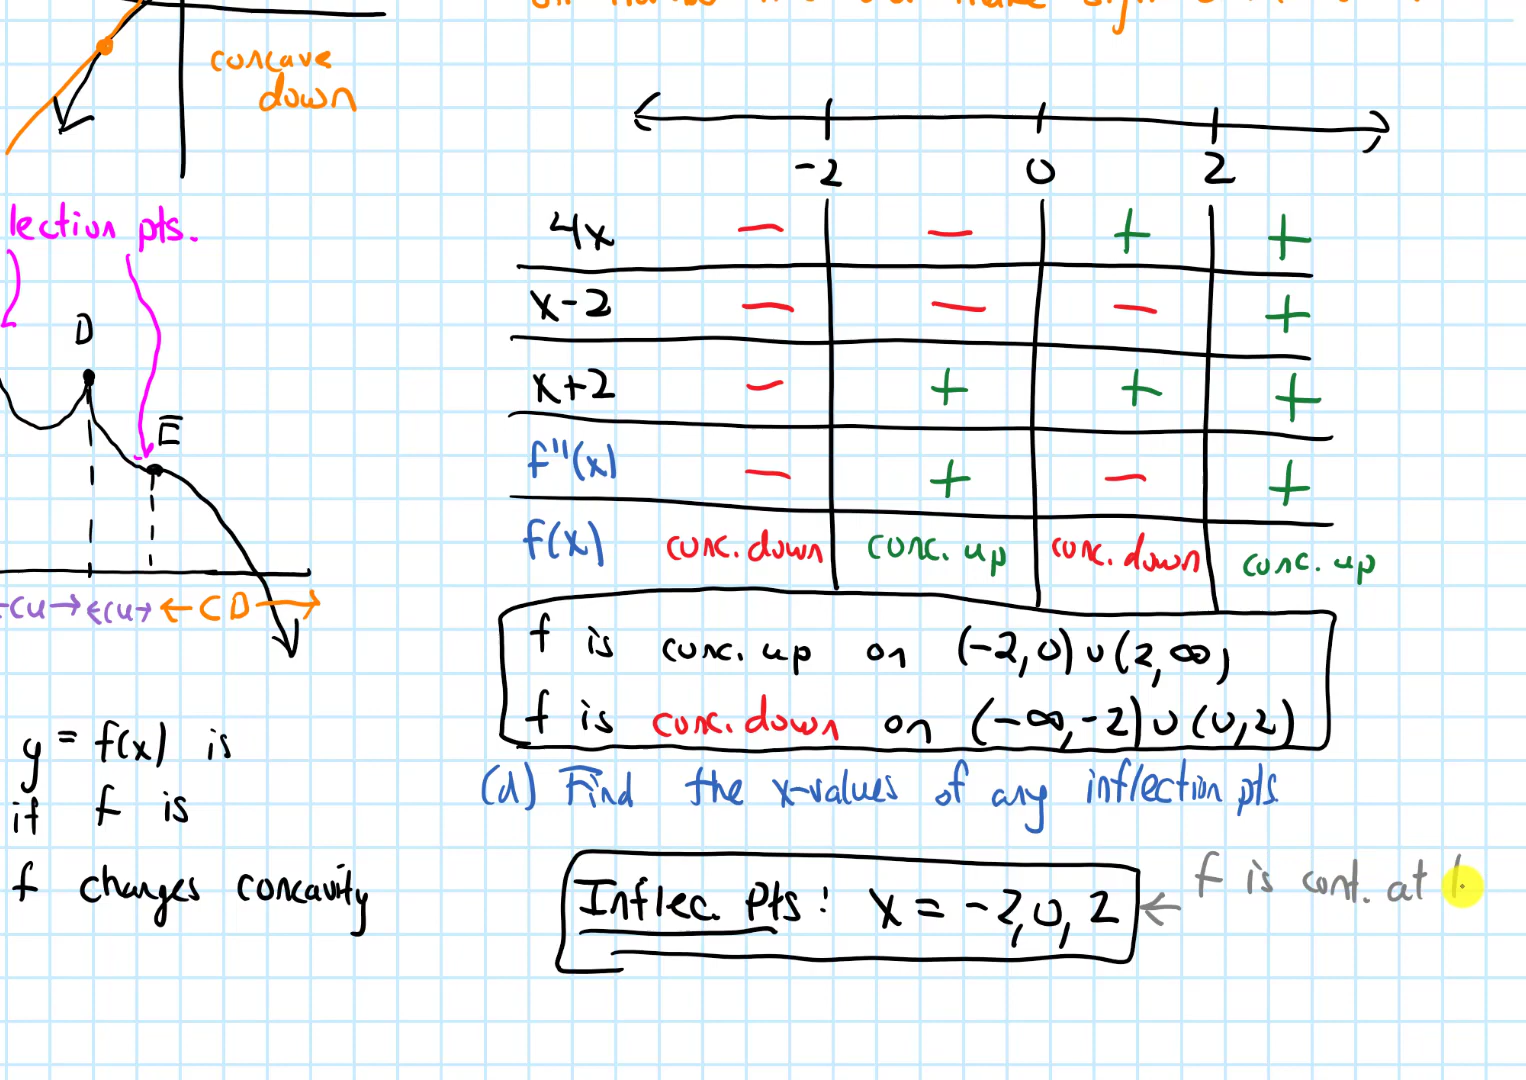 concave
down
lection pts.
D
E
CU CU CD
y = f(x) is
if f is
f changes concavity
-2 0 2
4x − − + +
x-2 − − − +
x+2 − + + +
f''(x) − + − +
f(x) conc. down conc. up conc. down conc. up
f is conc. up on (-2,0) ∪ (2,∞)
f is conc. down on (-∞,-2) ∪ (0,2)
(d) Find the x-values of any inflection pts
Inflec. Pts: x = -2, 0, 2
f is cont. at